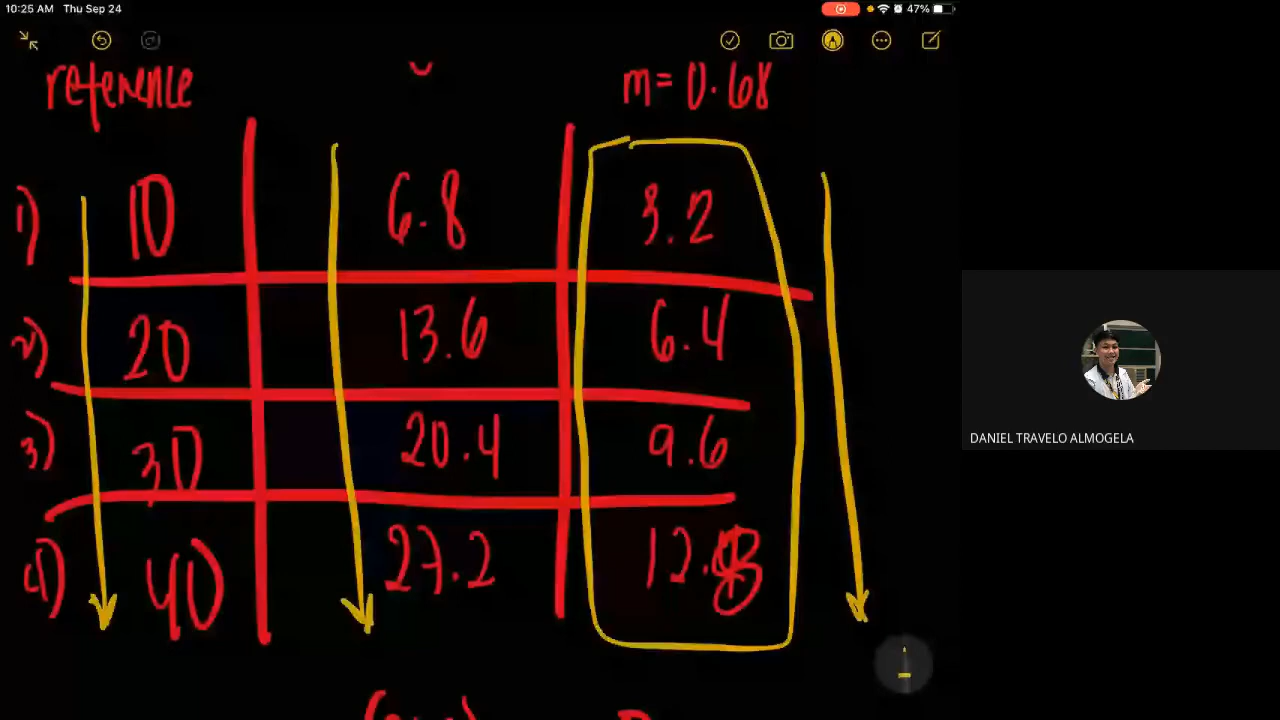 10:25 AM Thu Sep 24
47%
reference
m = 0.68
1) 10 6.8 3.2
2) 20 13.6 6.4
3) 30 20.4 9.6
4) 40 27.2 12.8
DANIEL TRAVELO ALMOGELA